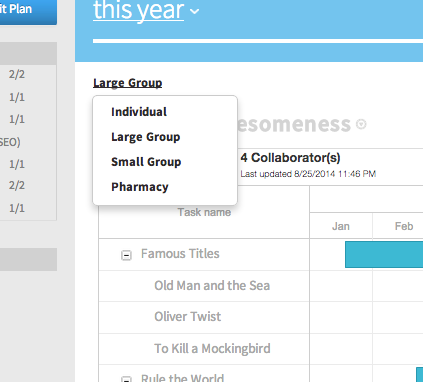 it Plan
this year
2/2
1/1
1/1
SEO)
1/1
2/2
1/1
Large Group
Individual
Large Group
Small Group
Pharmacy
esomeness
4 Collaborator(s)
Last updated 8/25/2014 11:46 PM
Task name
Jan
Feb
Famous Titles
Old Man and the Sea
Oliver Twist
To Kill a Mockingbird
Rule the World